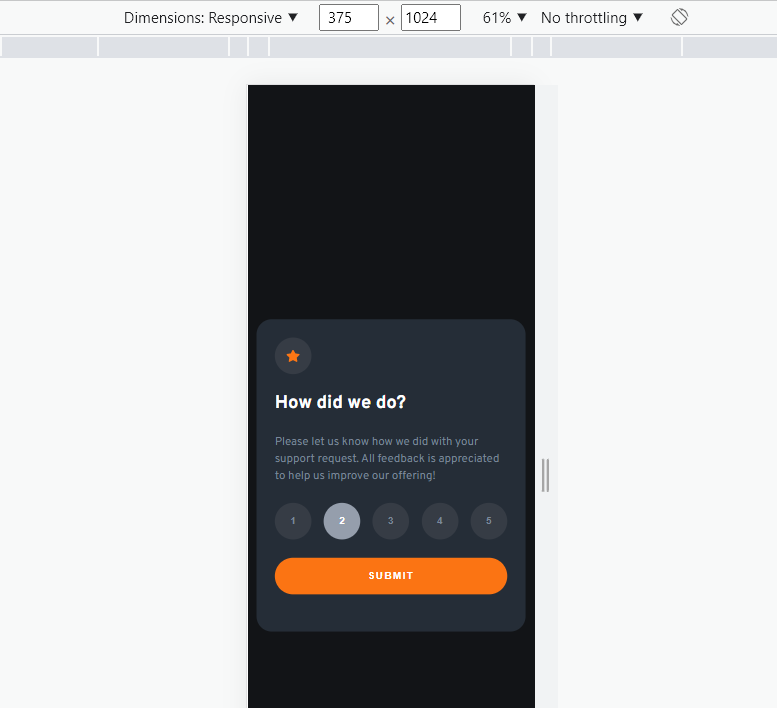 Dimensions: Responsive ▼ 375 × 1024 61% ▼ No throttling ▼
How did we do?
Please let us know how we did with your
support request. All feedback is appreciated
to help us improve our offering!
1 2 3 4 5
SUBMIT